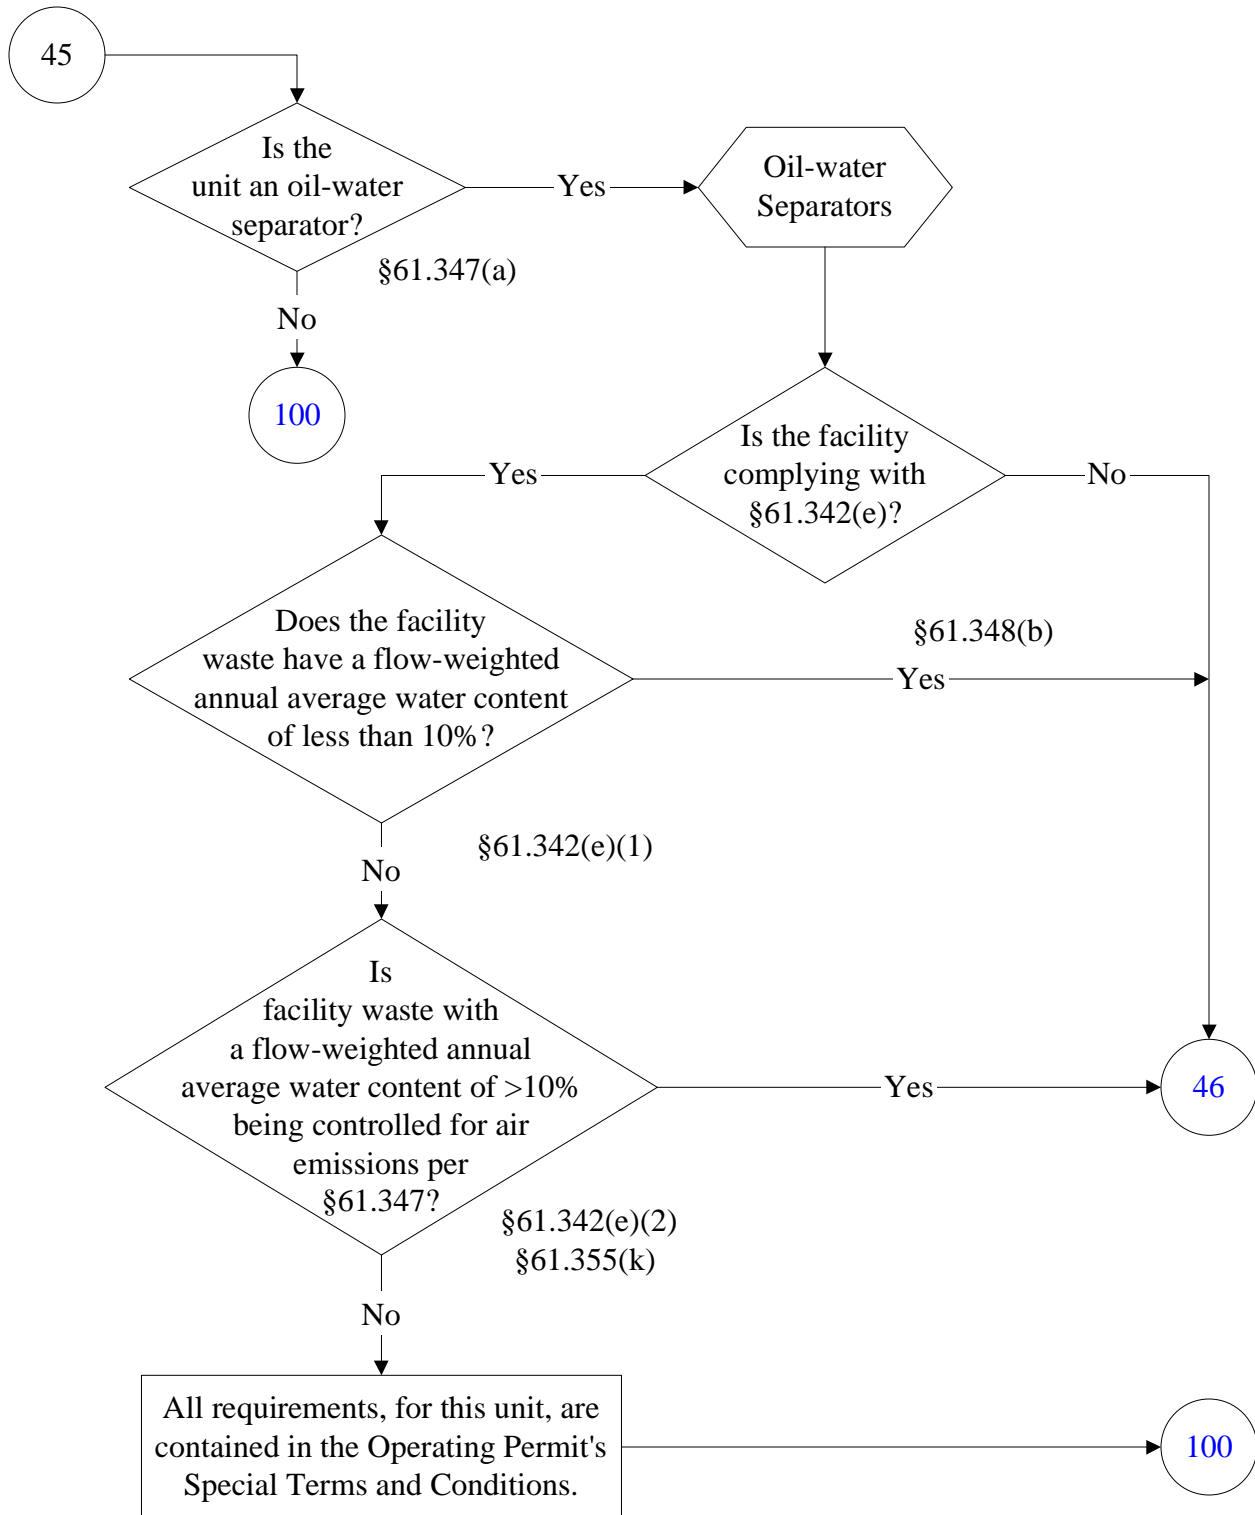 45
Is the
unit an oil-water
separator?
Yes
Oil-water
Separators
§61.347(a)
No
100
Is the facility
complying with
§61.342(e)?
Yes
No
Does the facility
waste have a flow-weighted
annual average water content
of less than 10%?
§61.348(b)
Yes
§61.342(e)(1)
No
Is
facility waste with
a flow-weighted annual
average water content of >10%
being controlled for air
emissions per
§61.347?
Yes
46
§61.342(e)(2)
§61.355(k)
No
All requirements, for this unit, are
contained in the Operating Permit's
Special Terms and Conditions.
100